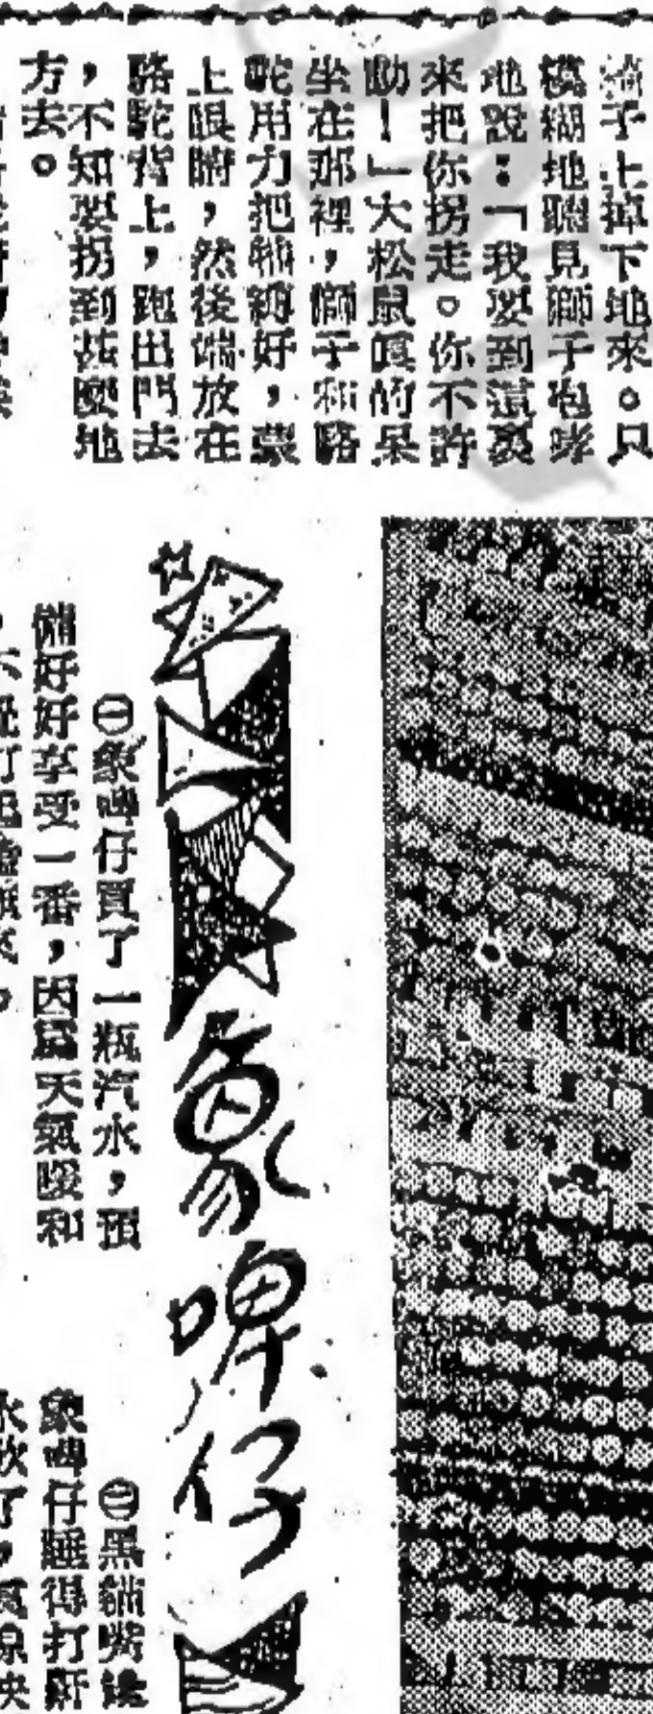 椅子上掉下地來。只
模糊地聽見獅子咆哮
地說：「我要到這裏
來把你拐走。你不許
動！」大松鼠真的呆
坐在那裡，獅子和駱
駝用力把牠綁好，蒙
上眼睛，然後端放在
駱駝背上，跑出門去
，不知要拐到甚麼地
方去。
象啤仔
㊀象啤仔買了一瓶汽水，預
備好好享受一番，因爲天氣暖和
黑貓嘴饞
象啤仔睡得打鼾